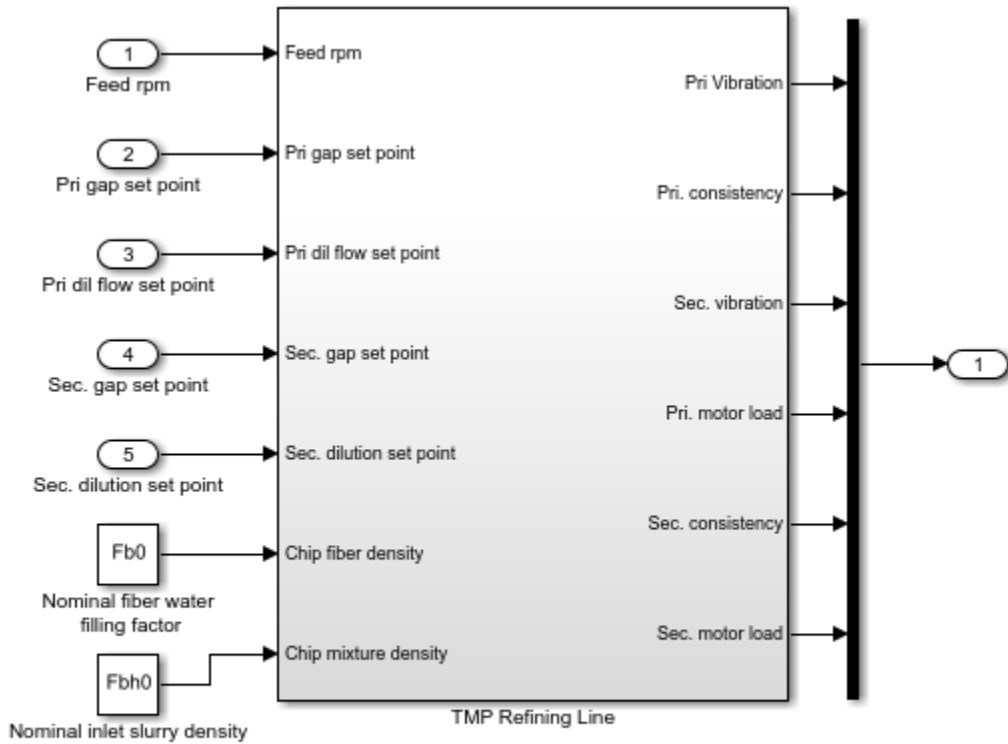 1
Feed rpm
2
Pri gap set point
3
Pri dil flow set point
4
Sec. gap set point
5
Sec. dilution set point
Fb0
Nominal fiber water
filling factor
Fbh0
Nominal inlet slurry density
Feed rpm
Pri gap set point
Pri dil flow set point
Sec. gap set point
Sec. dilution set point
Chip fiber density
Chip mixture density
Pri Vibration
Pri. consistency
Sec. vibration
Pri. motor load
Sec. consistency
Sec. motor load
TMP Refining Line
1